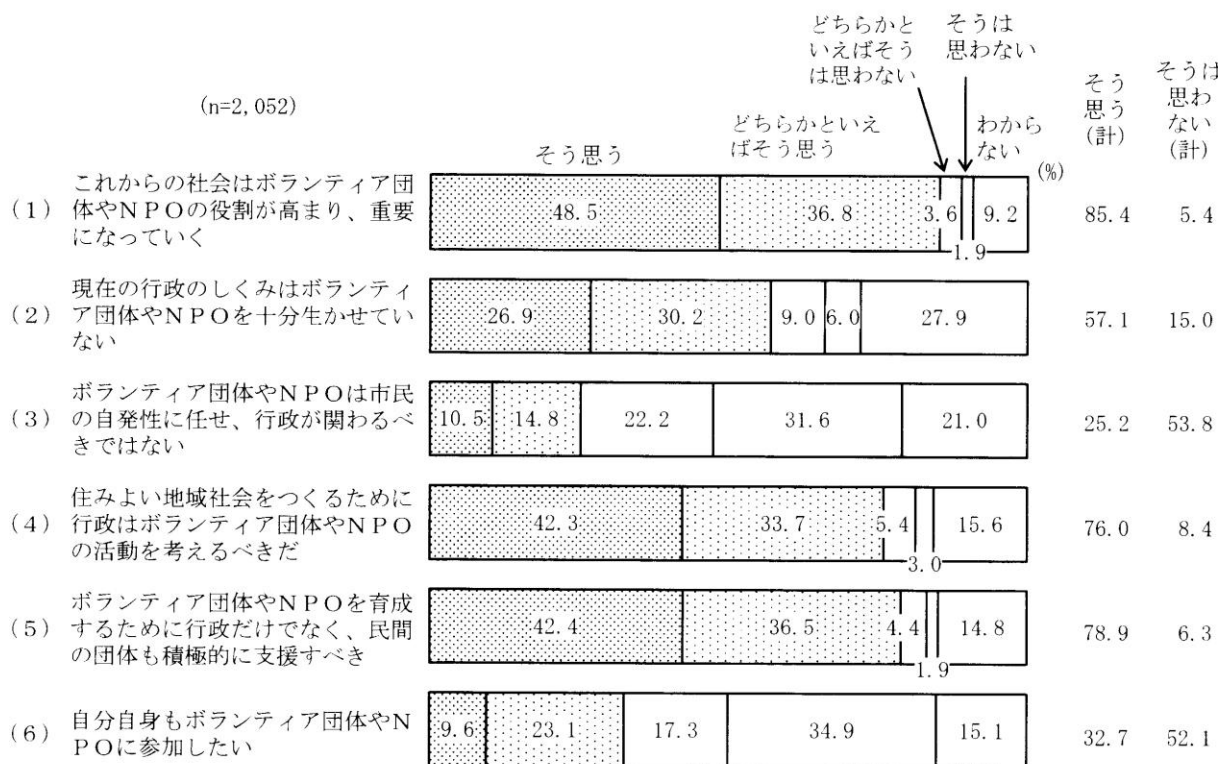 どちらかと
いえばそう
は思わない
そうは
思わない
そう
思う
(計)
そうは
思わ
ない
(計)
(n=2,052)
そう思う
どちらかといえ
ばそう思う
わから
ない
(%)
(1) これからの社会はボランティア団
体やNPOの役割が高まり、重要
になっていく
48.5 36.8 3.6 1.9 9.2 85.4 5.4
(2) 現在の行政のしくみはボランティ
ア団体やNPOを十分生かせてい
ない
26.9 30.2 9.0 6.0 27.9 57.1 15.0
(3) ボランティア団体やNPOは市民
の自発性に任せ、行政が関わるべ
きではない
10.5 14.8 22.2 31.6 21.0 25.2 53.8
(4) 住みよい地域社会をつくるために
行政はボランティア団体やNPO
の活動を考えるべきだ
42.3 33.7 5.4 3.0 15.6 76.0 8.4
(5) ボランティア団体やNPOを育成
するために行政だけでなく、民間
の団体も積極的に支援すべき
42.4 36.5 4.4 1.9 14.8 78.9 6.3
(6) 自分自身もボランティア団体やN
POに参加したい
9.6 23.1 17.3 34.9 15.1 32.7 52.1